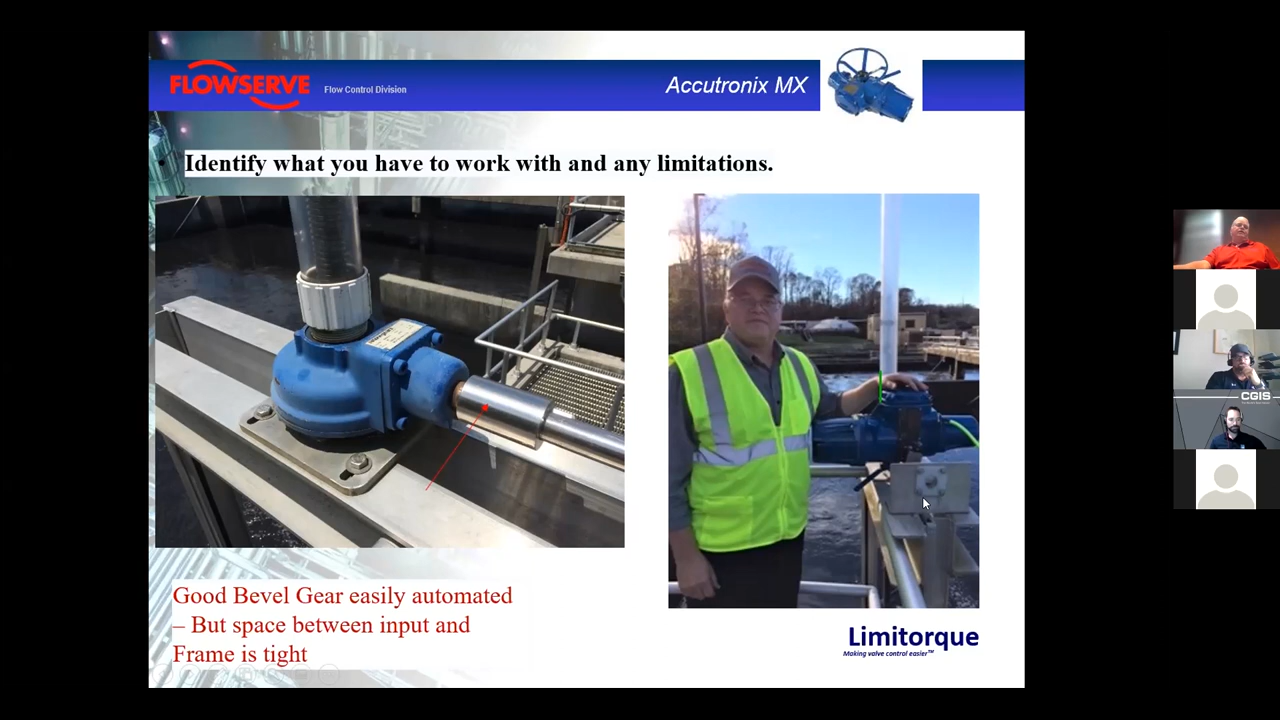 FLOWSERVE
Flow Control Division
Accutronix MX
• Identify what you have to work with and any limitations.
Good Bevel Gear easily automated
– But space between input and
Frame is tight
Limitorque
Making valve control easier™
CGIS